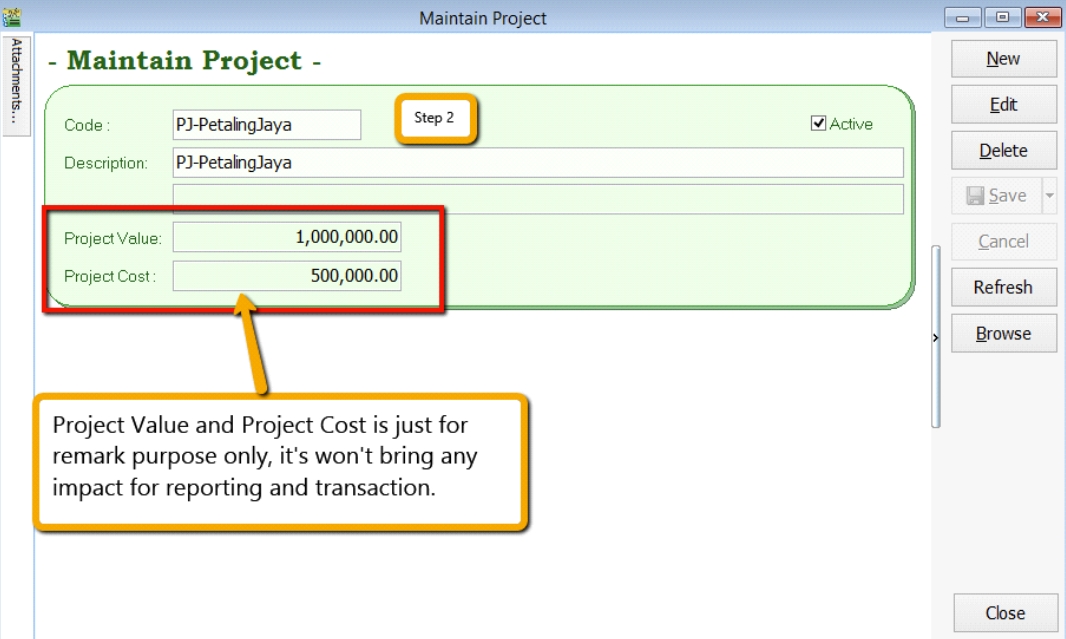 Maintain Project
Attachments...
- Maintain Project -
Code :
PJ-PetalingJaya
Step 2
Active
Description:
PJ-PetalingJaya
Project Value:
1,000,000.00
Project Cost :
500,000.00
Project Value and Project Cost is just for
remark purpose only, it's won't bring any
impact for reporting and transaction.
New
Edit
Delete
Save
Cancel
Refresh
Browse
Close